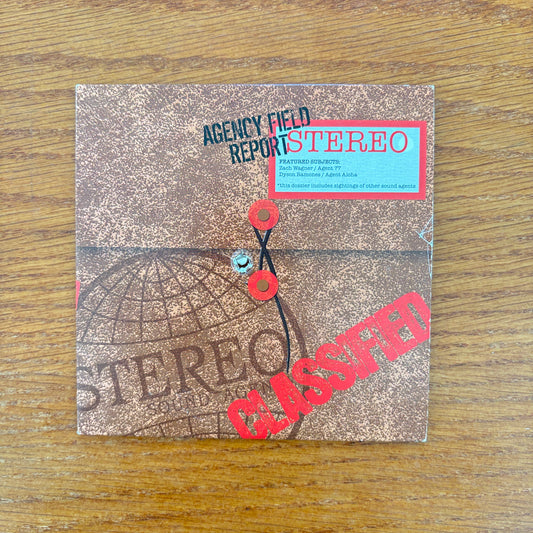 AGENCY FIELD
REPORT
STEREO
FEATURED SUBJECTS:
Zach Wagner / Agent 77
Dyson Ramones / Agent Aloha
*this dossier includes sightings of other sound agents
STEREO
SOUND
CLASSIFIED